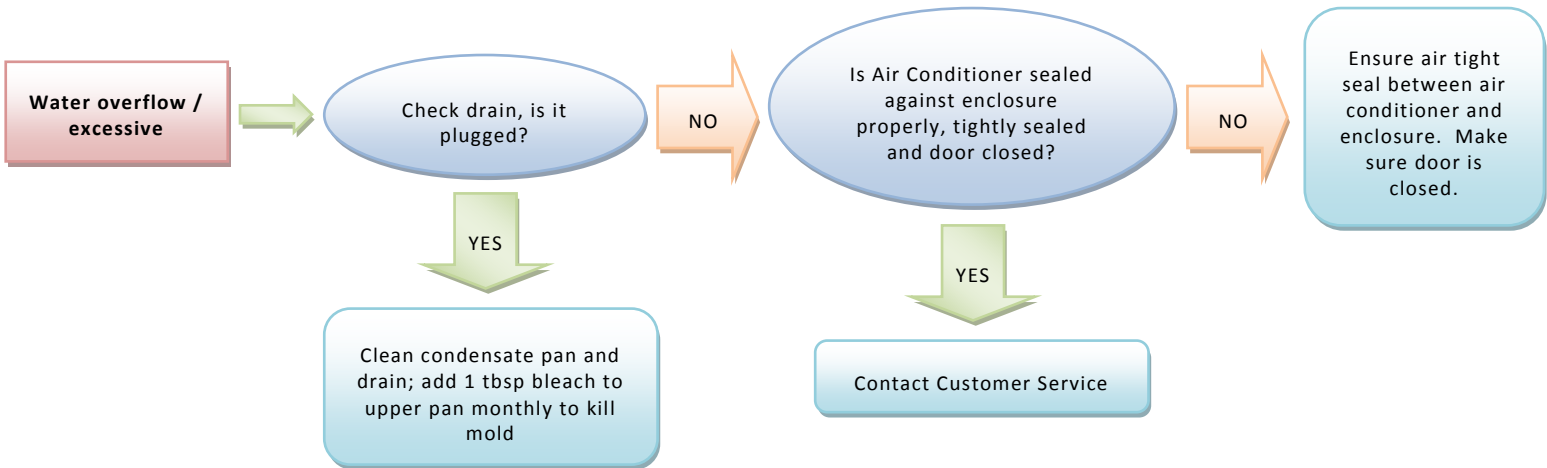 Water overflow /
excessive
Check drain, is it
plugged?
NO
Is Air Conditioner sealed
against enclosure
properly, tightly sealed
and door closed?
NO
Ensure air tight
seal between air
conditioner and
enclosure.  Make
sure door is
closed.
YES
YES
Clean condensate pan and
drain; add 1 tbsp bleach to
upper pan monthly to kill
mold
Contact Customer Service